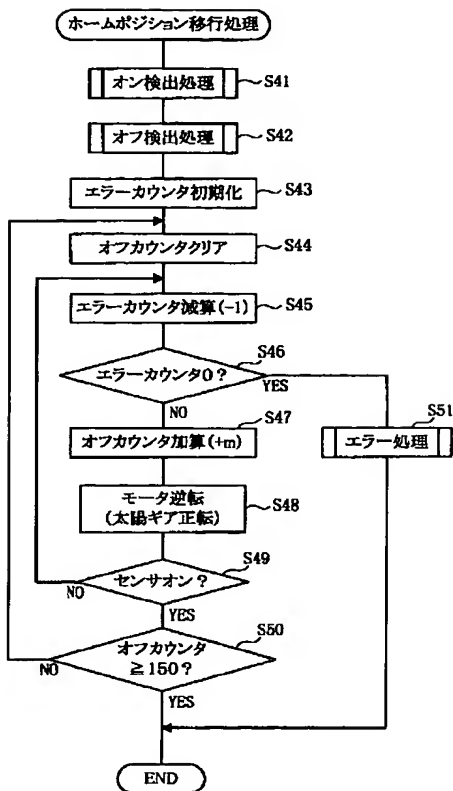 ホームポジション移行処理
オン検出処理
S41
オフ検出処理
S42
エラーカウンタ初期化
S43
オフカウンタクリア
S44
エラーカウンタ減算(-1)
S45
エラーカウンタ0?
S46
YES
NO
オフカウンタ加算(+m)
S47
エラー処理
S51
モータ逆転
(太陽ギア正転)
S48
センサオン?
S49
NO
YES
オフカウンタ
≧150?
S50
NO
YES
END